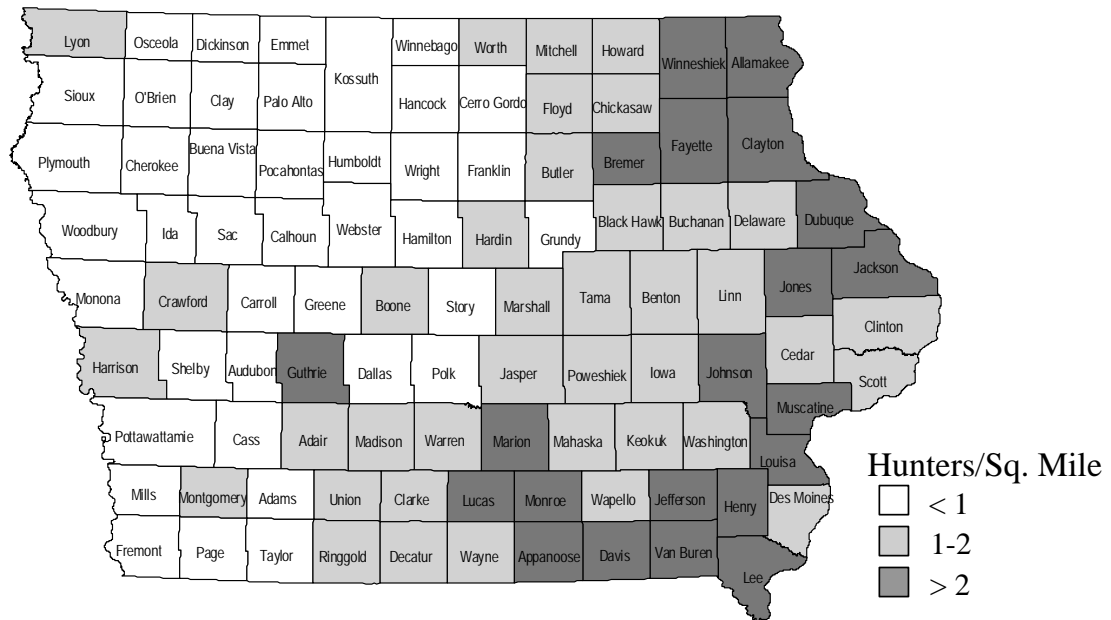 Lyon Osceola Dickinson Emmet Winnebago Worth Mitchell Howard Winneshiek Allamakee
Kossuth
Sioux O'Brien Clay Palo Alto Hancock Cerro Gordo Floyd Chickasaw
Plymouth Cherokee Buena Vista Pocahontas Humboldt Wright Franklin Butler Bremer Fayette Clayton
Woodbury Ida Sac Calhoun Webster Hamilton Hardin Grundy Black Hawk Buchanan Delaware Dubuque
Monona Crawford Carroll Greene Boone Story Marshall Tama Benton Linn Jones Jackson
Clinton
Harrison Shelby Audubon Guthrie Dallas Polk Jasper Poweshiek Iowa Johnson Cedar Scott
Muscatine
Pottawattamie Cass Adair Madison Warren Marion Mahaska Keokuk Washington
Louisa
Mills Montgomery Adams Union Clarke Lucas Monroe Wapello Jefferson Henry Des Moines
Fremont Page Taylor Ringgold Decatur Wayne Appanoose Davis Van Buren Lee
Hunters/Sq. Mile
< 1
1-2
> 2